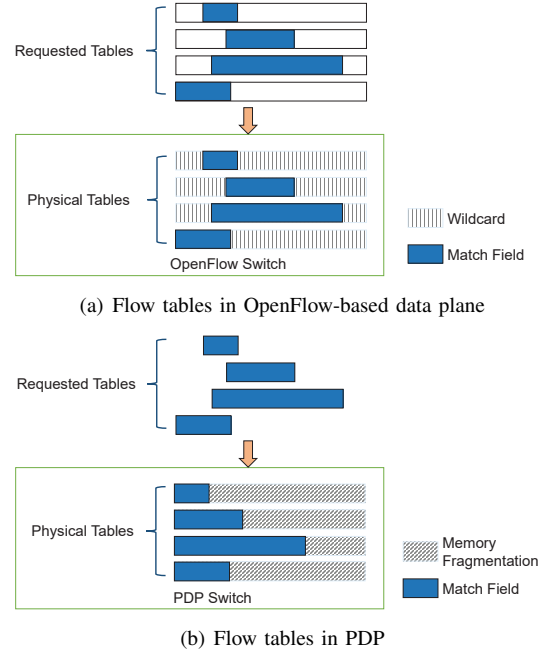 Requested Tables
Physical Tables
OpenFlow Switch
Wildcard
Match Field
(a) Flow tables in OpenFlow-based data plane
Requested Tables
Physical Tables
PDP Switch
Memory
Fragmentation
Match Field
(b) Flow tables in PDP